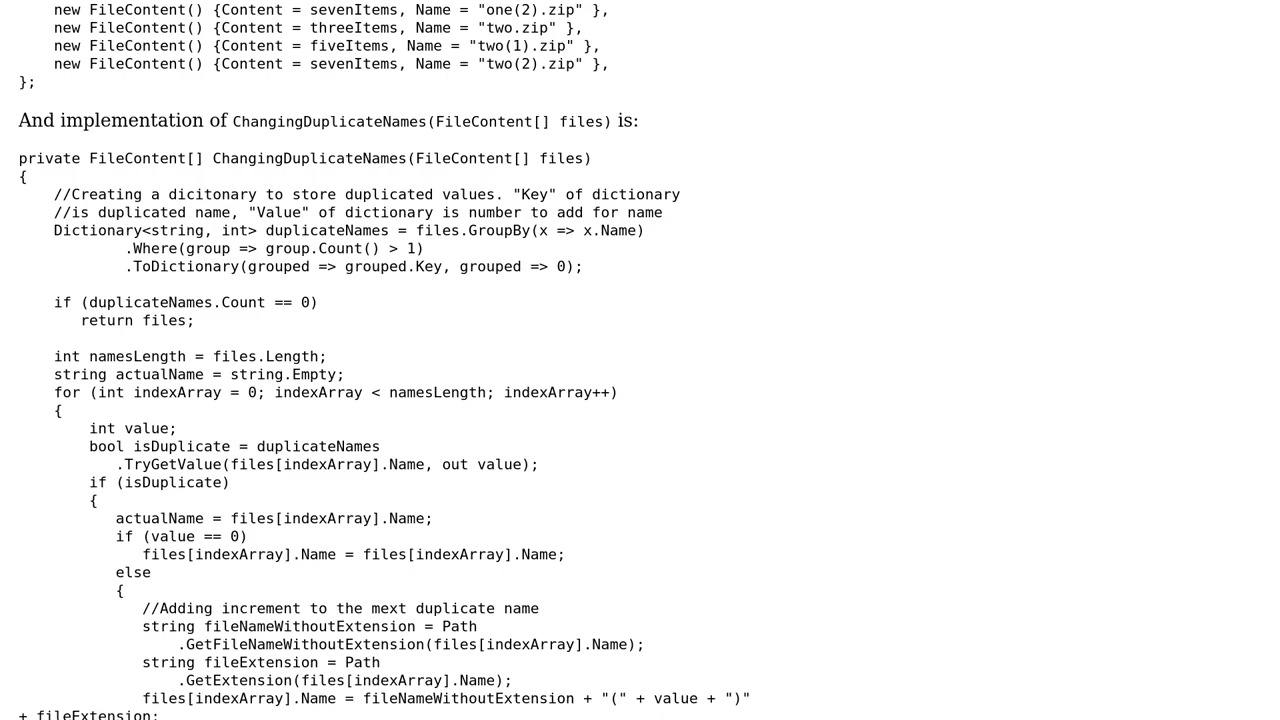 new FileContent() {Content = sevenItems, Name = "one(2).zip" },
new FileContent() {Content = threeItems, Name = "two.zip" },
new FileContent() {Content = fiveItems, Name = "two(1).zip" },
new FileContent() {Content = sevenItems, Name = "two(2).zip" },
};
And implementation of ChangingDuplicateNames(FileContent[] files) is:
private FileContent[] ChangingDuplicateNames(FileContent[] files)
{
//Creating a dicitonary to store duplicated values. "Key" of dictionary
//is duplicated name, "Value" of dictionary is number to add for name
Dictionary<string, int> duplicateNames = files.GroupBy(x => x.Name)
.Where(group => group.Count() > 1)
.ToDictionary(grouped => grouped.Key, grouped => 0);
if (duplicateNames.Count == 0)
return files;
int namesLength = files.Length;
string actualName = string.Empty;
for (int indexArray = 0; indexArray < namesLength; indexArray++)
{
int value;
bool isDuplicate = duplicateNames
.TryGetValue(files[indexArray].Name, out value);
if (isDuplicate)
{
actualName = files[indexArray].Name;
if (value == 0)
files[indexArray].Name = files[indexArray].Name;
else
{
//Adding increment to the mext duplicate name
string fileNameWithoutExtension = Path
.GetFileNameWithoutExtension(files[indexArray].Name);
string fileExtension = Path
.GetExtension(files[indexArray].Name);
files[indexArray].Name = fileNameWithoutExtension + "(" + value + ")"
+ fileExtension;